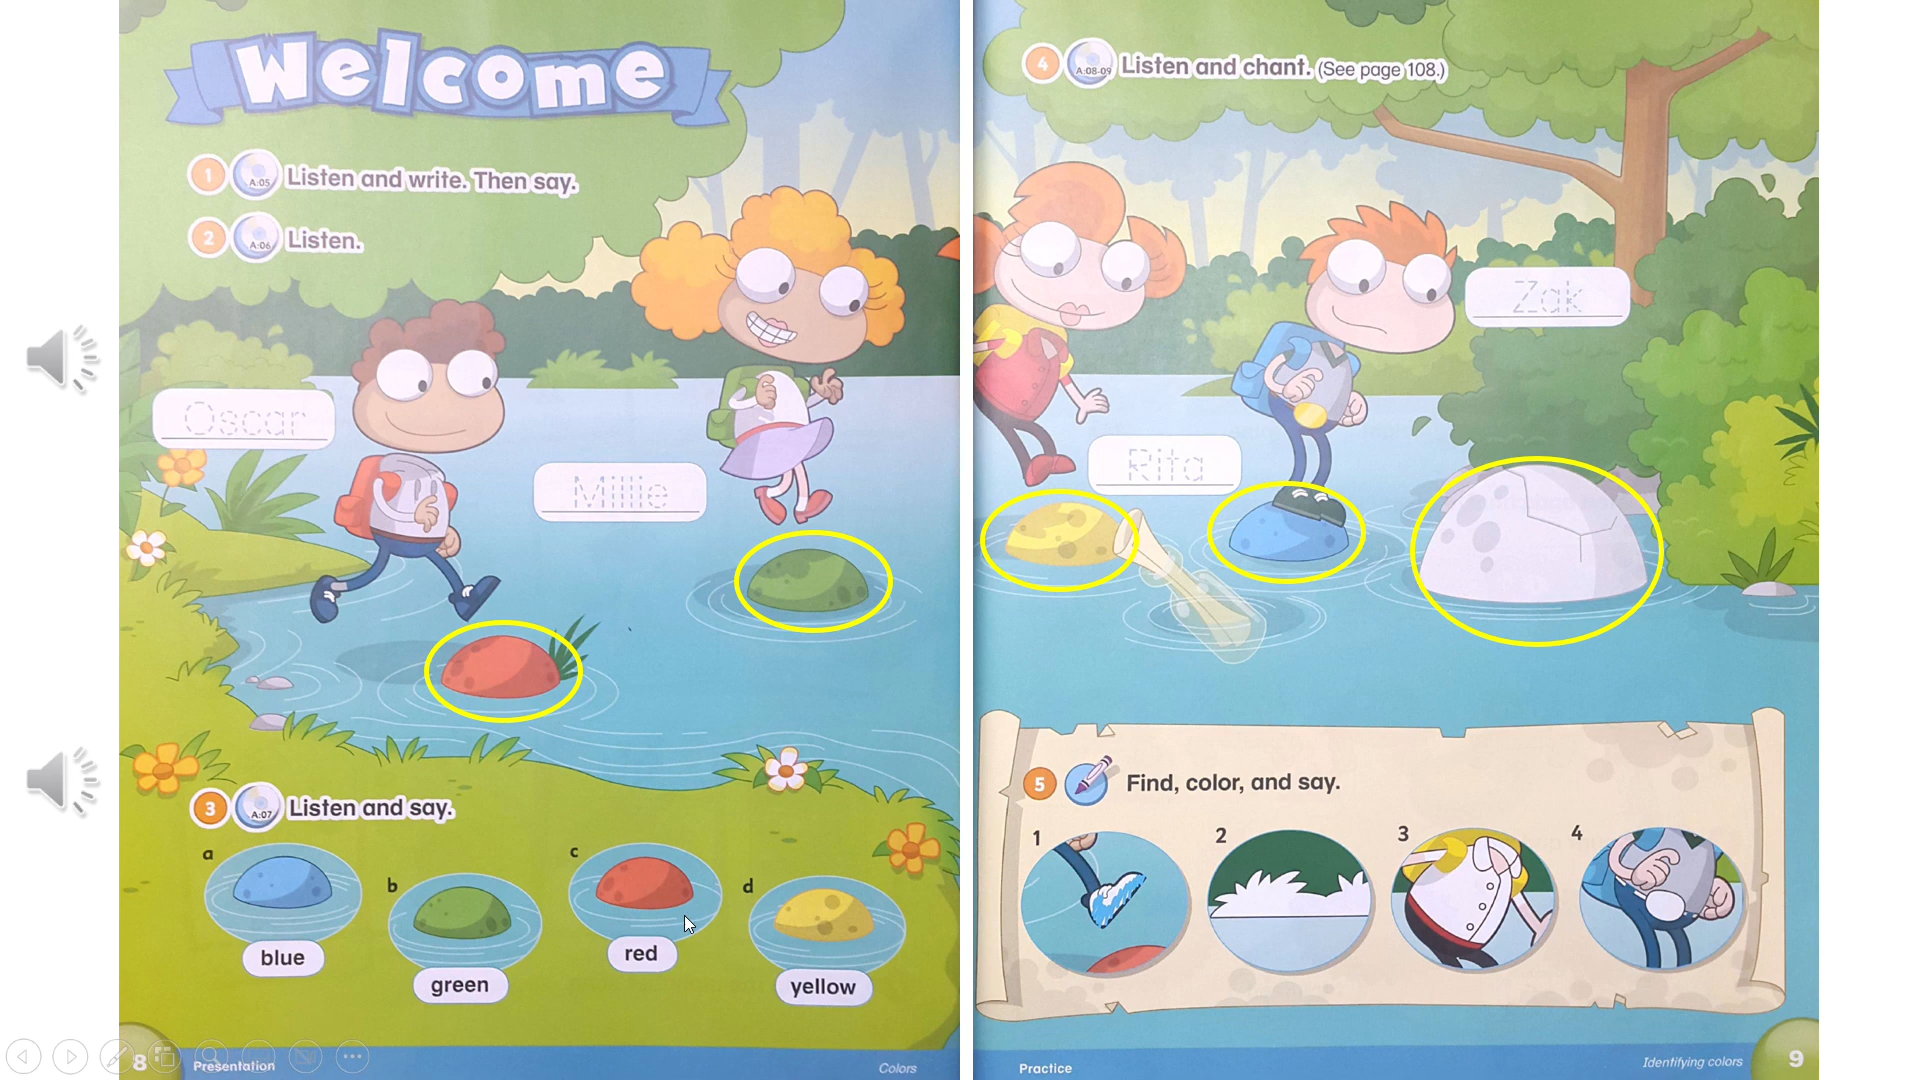 Welcome
1 A:05 Listen and write. Then say.
2 A:06 Listen.
Oscar
Millie
3 A:07 Listen and say.
a
b
c
d
blue
green
red
yellow
8 Presentation
Colors
4 A:08-09 Listen and chant. (See page 108.)
Zak
Rita
5 Find, color, and say.
1
2
3
4
Practice
Identifying colors 9